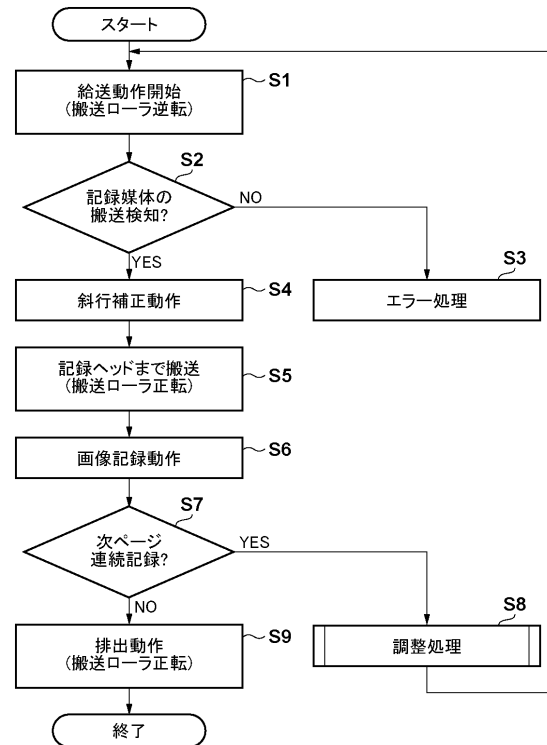 スタート
S1
給送動作開始
(搬送ローラ逆転)
S2
記録媒体の
搬送検知?
NO
YES
S3
エラー処理
S4
斜行補正動作
S5
記録ヘッドまで搬送
(搬送ローラ正転)
S6
画像記録動作
S7
次ページ
連続記録?
YES
NO
S8
調整処理
S9
排出動作
(搬送ローラ正転)
終了